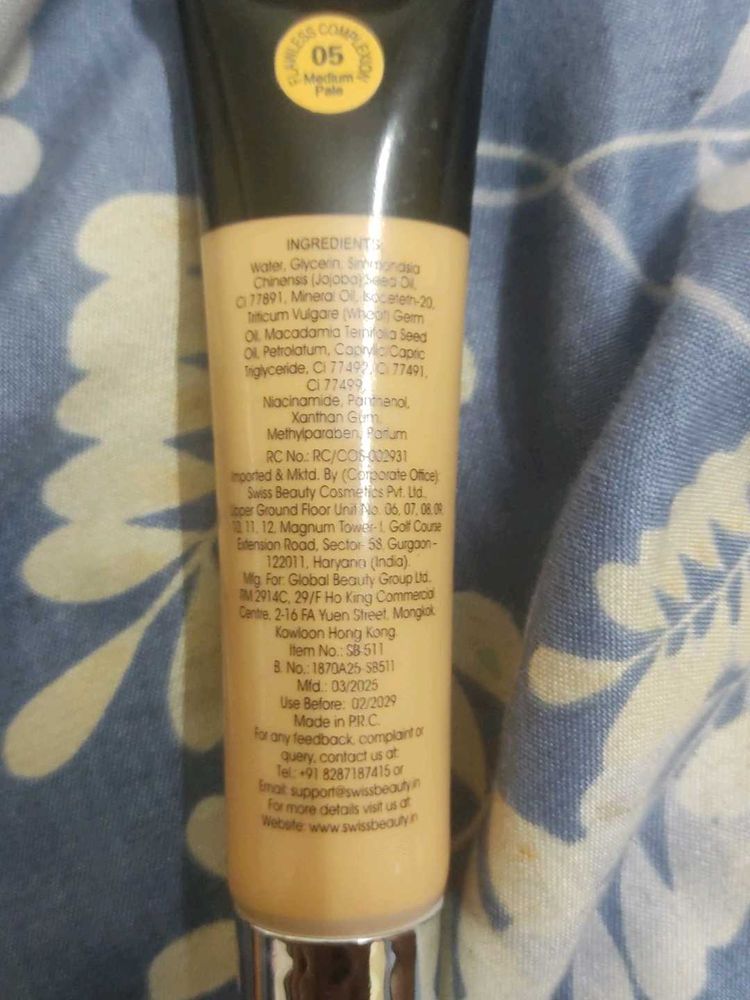 FLAWLESS COMPLEXION
05
Medium
Pale
INGREDIENTS
Water, Glycerin, Simmondsia
Chinensis (Jojoba) Seed Oil,
CI 77891, Mineral Oil, Isoceteth-20,
Triticum Vulgare (Wheat) Germ
Oil, Macadamia Ternifolia Seed
Oil, Petrolatum, Caprylic/Capric
Triglyceride, CI 77492, CI 77491,
CI 77499,
Niacinamide, Panthenol,
Xanthan Gum,
Methylparaben, Parfum
RC No.: RC/COS-002931
Imported & Mktd. By (Corporate Office):
Swiss Beauty Cosmetics Pvt. Ltd.,
Upper Ground Floor Unit No. 06, 07, 08, 09,
10, 11, 12, Magnum Tower-I, Golf Course
Extension Road, Sector- 58, Gurgaon-
122011, Haryana (India).
Mfg. For: Global Beauty Group Ltd.
RM 2914C, 29/F Ho King Commercial
Centre, 2-16 FA Yuen Street, Mongkok,
Kowloon Hong Kong.
Item No.: SB-511
B. No.: 1870A25-SB511
Mfd.: 03/2025
Use Before: 02/2029
Made in P.R.C.
For any feedback, complaint or
query, contact us at:
Tel.: +91 8287187415 or
Email: support@swissbeauty.in
For more details visit us at
Website: www.swissbeauty.in